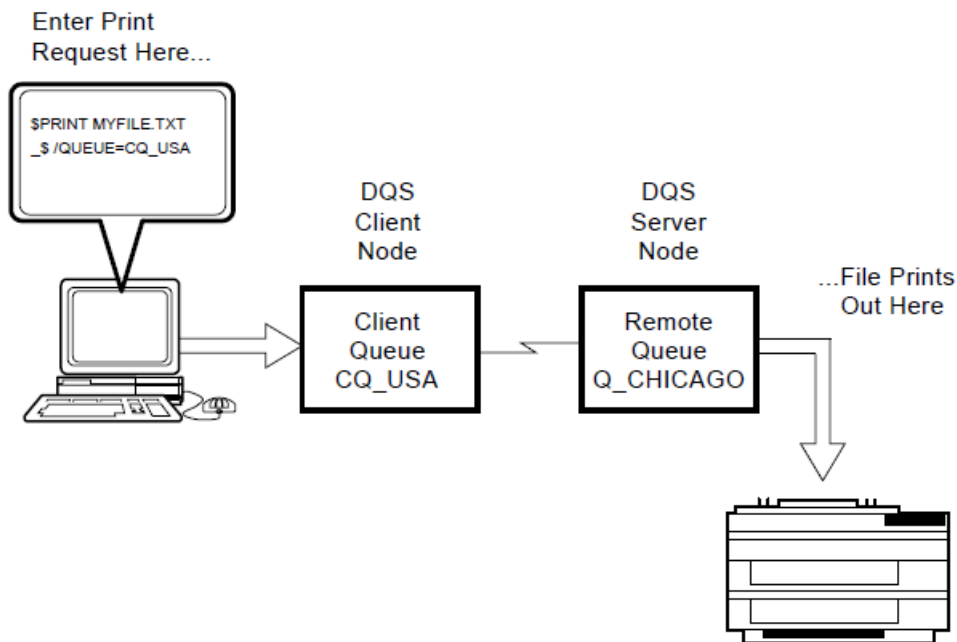 Enter Print
Request Here...
$PRINT MYFILE.TXT
_$ /QUEUE=CQ_USA
DQS
Client
Node
DQS
Server
Node
...File Prints
Out Here
Client
Queue
CQ_USA
Remote
Queue
Q_CHICAGO